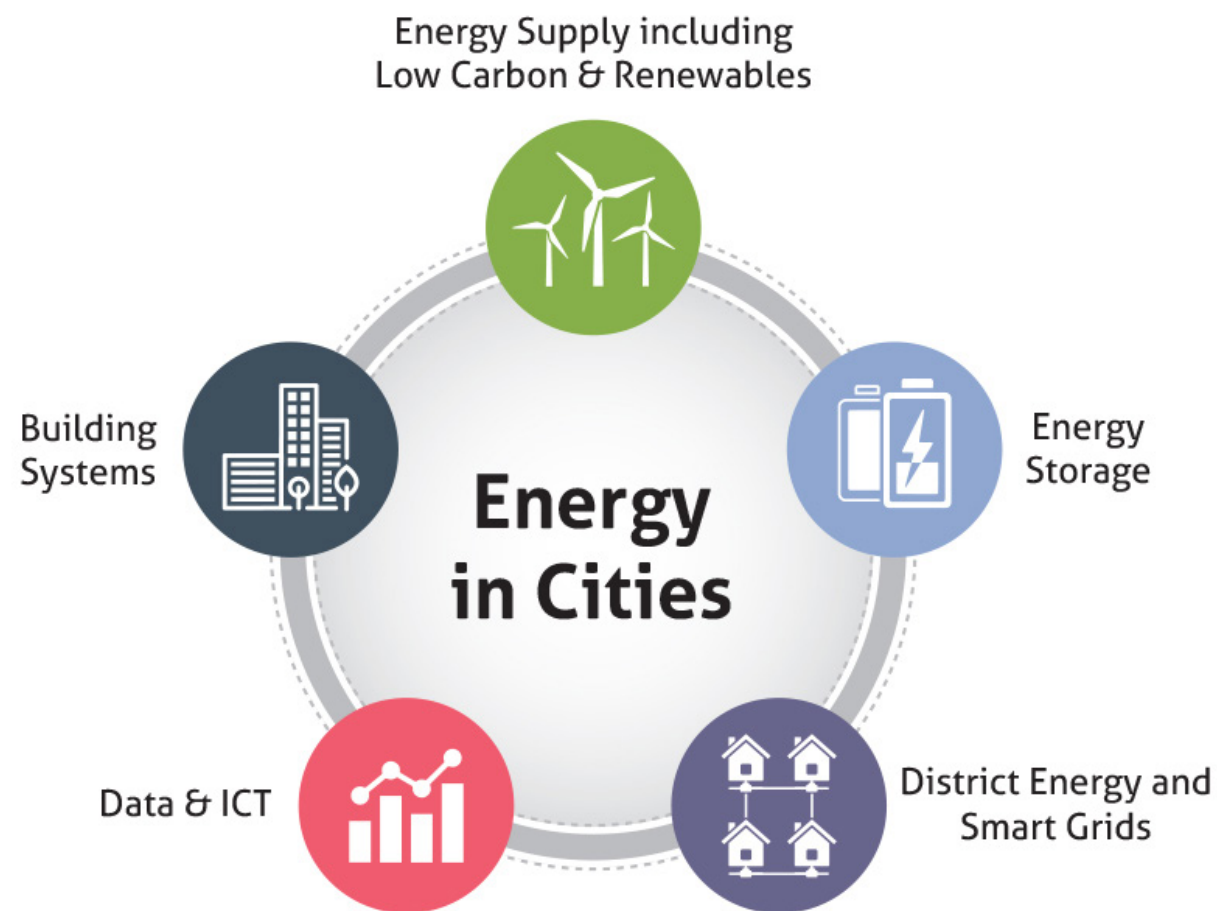 Energy Supply including
Low Carbon & Renewables
Building
Systems
Energy
Storage
Energy
in Cities
Data & ICT
District Energy and
Smart Grids